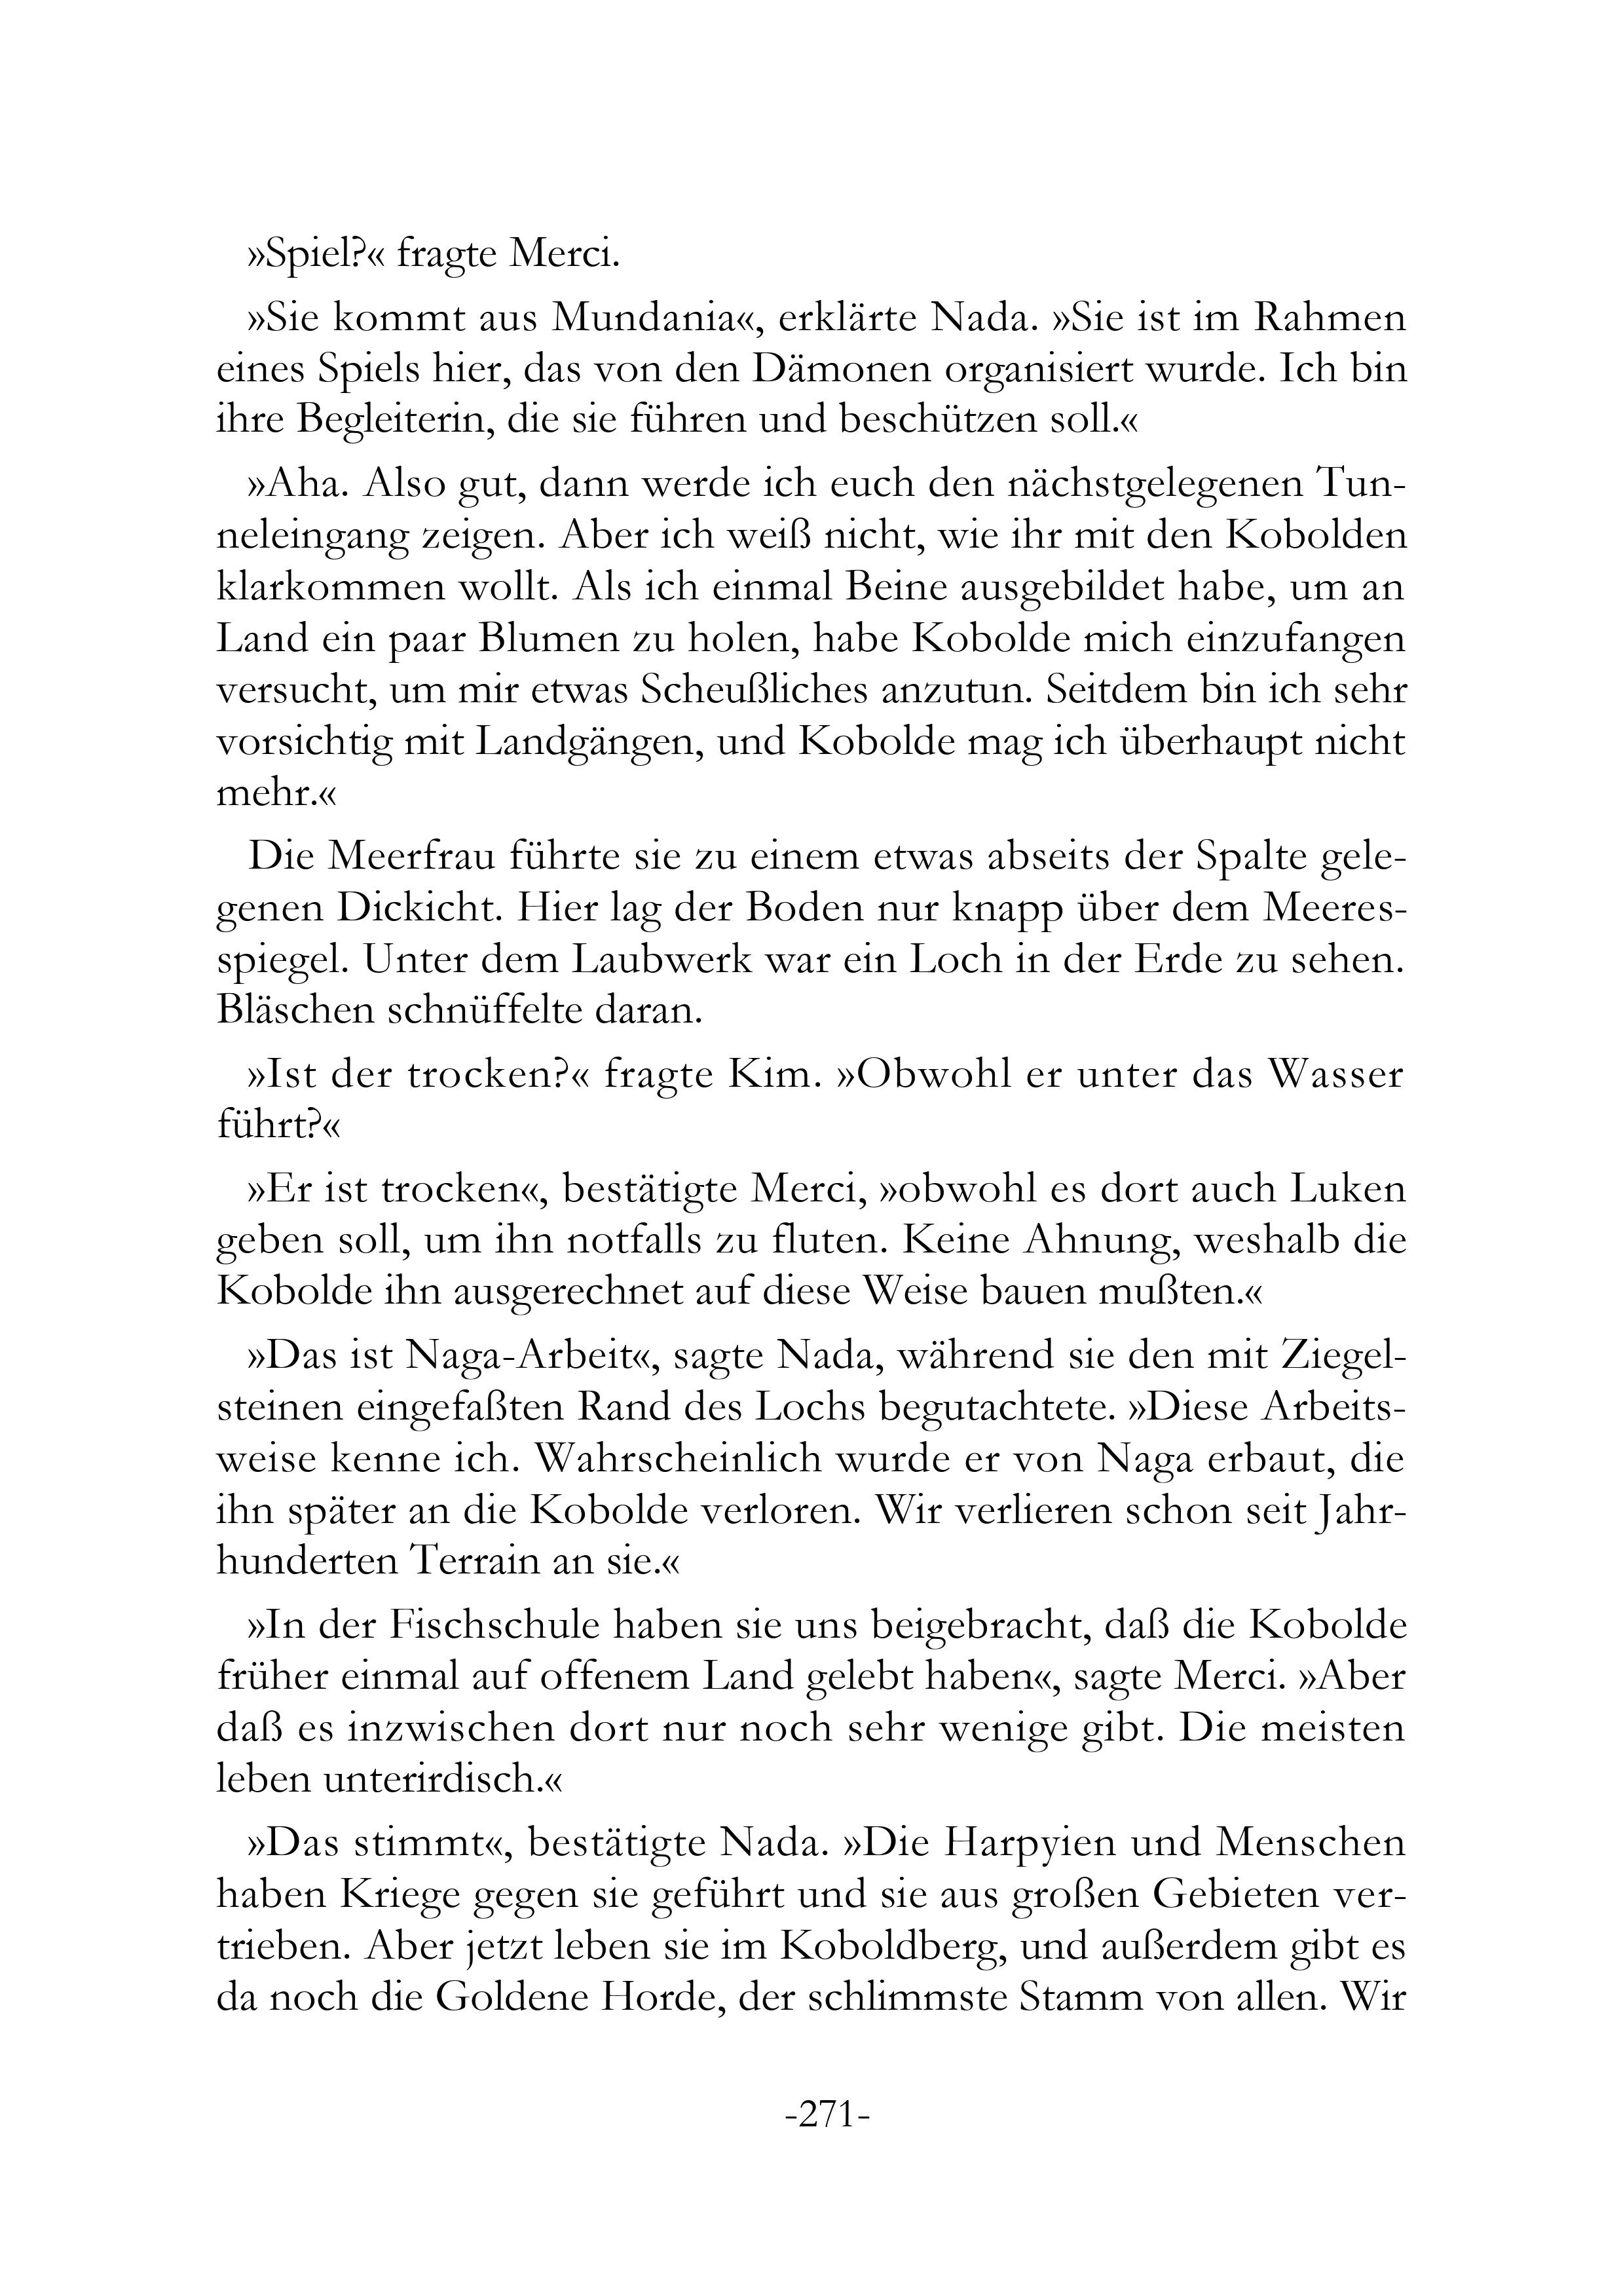 »Spiel?« fragte Merci.
»Sie kommt aus Mundania«, erklärte Nada. »Sie ist im Rahmen
eines Spiels hier, das von den Dämonen organisiert wurde. Ich bin
ihre Begleiterin, die sie führen und beschützen soll.«
»Aha. Also gut, dann werde ich euch den nächstgelegenen Tun-
neleingang zeigen. Aber ich weiß nicht, wie ihr mit den Kobolden
klarkommen wollt. Als ich einmal Beine ausgebildet habe, um an
Land ein paar Blumen zu holen, habe Kobolde mich einzufangen
versucht, um mir etwas Scheußliches anzutun. Seitdem bin ich sehr
vorsichtig mit Landgängen, und Kobolde mag ich überhaupt nicht
mehr.«
Die Meerfrau führte sie zu einem etwas abseits der Spalte gele-
genen Dickicht. Hier lag der Boden nur knapp über dem Meeres-
spiegel. Unter dem Laubwerk war ein Loch in der Erde zu sehen.
Bläschen schnüffelte daran.
»Ist der trocken?« fragte Kim. »Obwohl er unter das Wasser
führt?«
»Er ist trocken«, bestätigte Merci, »obwohl es dort auch Luken
geben soll, um ihn notfalls zu fluten. Keine Ahnung, weshalb die
Kobolde ihn ausgerechnet auf diese Weise bauen mußten.«
»Das ist Naga-Arbeit«, sagte Nada, während sie den mit Ziegel-
steinen eingefaßten Rand des Lochs begutachtete. »Diese Arbeits-
weise kenne ich. Wahrscheinlich wurde er von Naga erbaut, die
ihn später an die Kobolde verloren. Wir verlieren schon seit Jahr-
hunderten Terrain an sie.«
»In der Fischschule haben sie uns beigebracht, daß die Kobolde
früher einmal auf offenem Land gelebt haben«, sagte Merci. »Aber
daß es inzwischen dort nur noch sehr wenige gibt. Die meisten
leben unterirdisch.«
»Das stimmt«, bestätigte Nada. »Die Harpyien und Menschen
haben Kriege gegen sie geführt und sie aus großen Gebieten ver-
trieben. Aber jetzt leben sie im Koboldberg, und außerdem gibt es
da noch die Goldene Horde, der schlimmste Stamm von allen. Wir
-271-